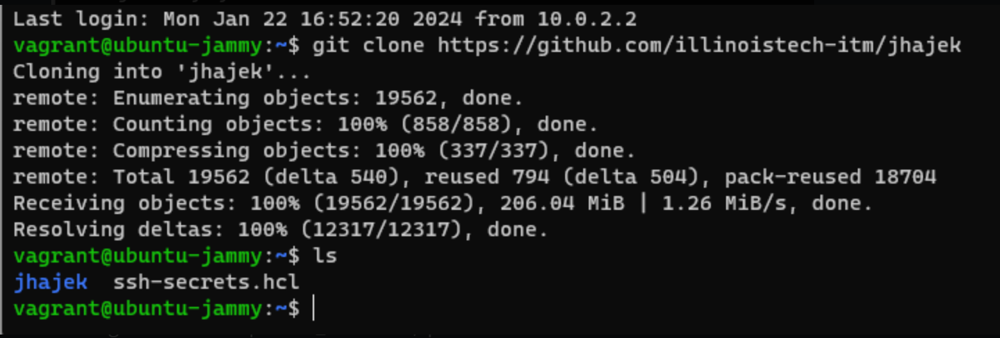 Last login: Mon Jan 22 16:52:20 2024 from 10.0.2.2
vagrant@ubuntu-jammy:~$ git clone https://github.com/illinoistech-itm/jhajek
Cloning into 'jhajek'...
remote: Enumerating objects: 19562, done.
remote: Counting objects: 100% (858/858), done.
remote: Compressing objects: 100% (337/337), done.
remote: Total 19562 (delta 540), reused 794 (delta 504), pack-reused 18704
Receiving objects: 100% (19562/19562), 206.04 MiB | 1.26 MiB/s, done.
Resolving deltas: 100% (12317/12317), done.
vagrant@ubuntu-jammy:~$ ls
jhajek  ssh-secrets.hcl
vagrant@ubuntu-jammy:~$